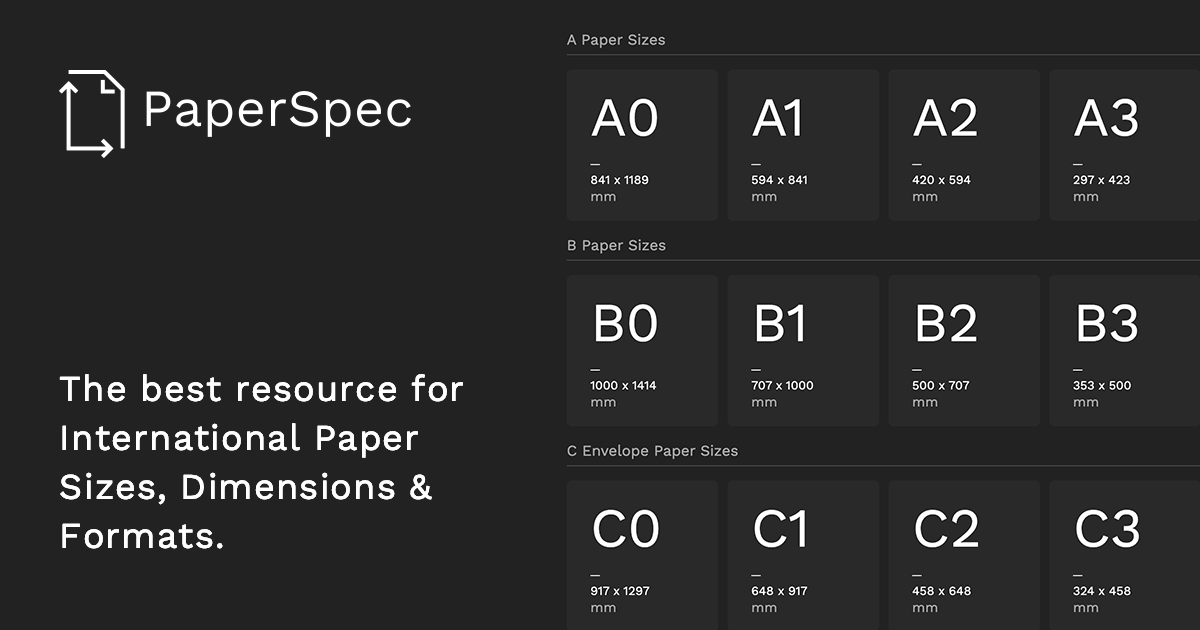 PaperSpec
The best resource for
International Paper
Sizes, Dimensions &
Formats.
A Paper Sizes
A0
841 x 1189
mm
A1
594 x 841
mm
A2
420 x 594
mm
A3
297 x 423
mm
B Paper Sizes
B0
1000 x 1414
mm
B1
707 x 1000
mm
B2
500 x 707
mm
B3
353 x 500
mm
C Envelope Paper Sizes
C0
917 x 1297
mm
C1
648 x 917
mm
C2
458 x 648
mm
C3
324 x 458
mm